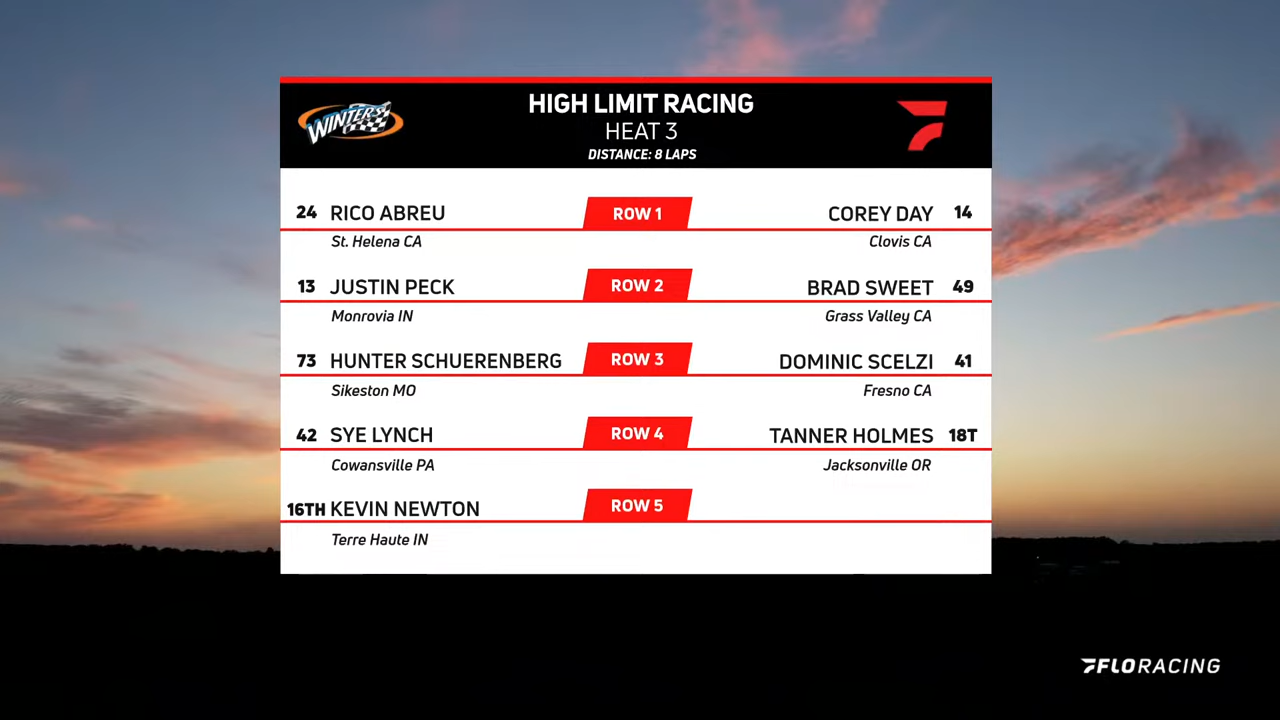 WINTERS
HIGH LIMIT RACING
HEAT 3
DISTANCE: 8 LAPS
24 RICO ABREU ROW 1 COREY DAY 14
St. Helena CA Clovis CA
13 JUSTIN PECK ROW 2 BRAD SWEET 49
Monrovia IN Grass Valley CA
73 HUNTER SCHUERENBERG ROW 3 DOMINIC SCELZI 41
Sikeston MO Fresno CA
42 SYE LYNCH ROW 4 TANNER HOLMES 18T
Cowansville PA Jacksonville OR
16TH KEVIN NEWTON ROW 5
Terre Haute IN
FLORACING